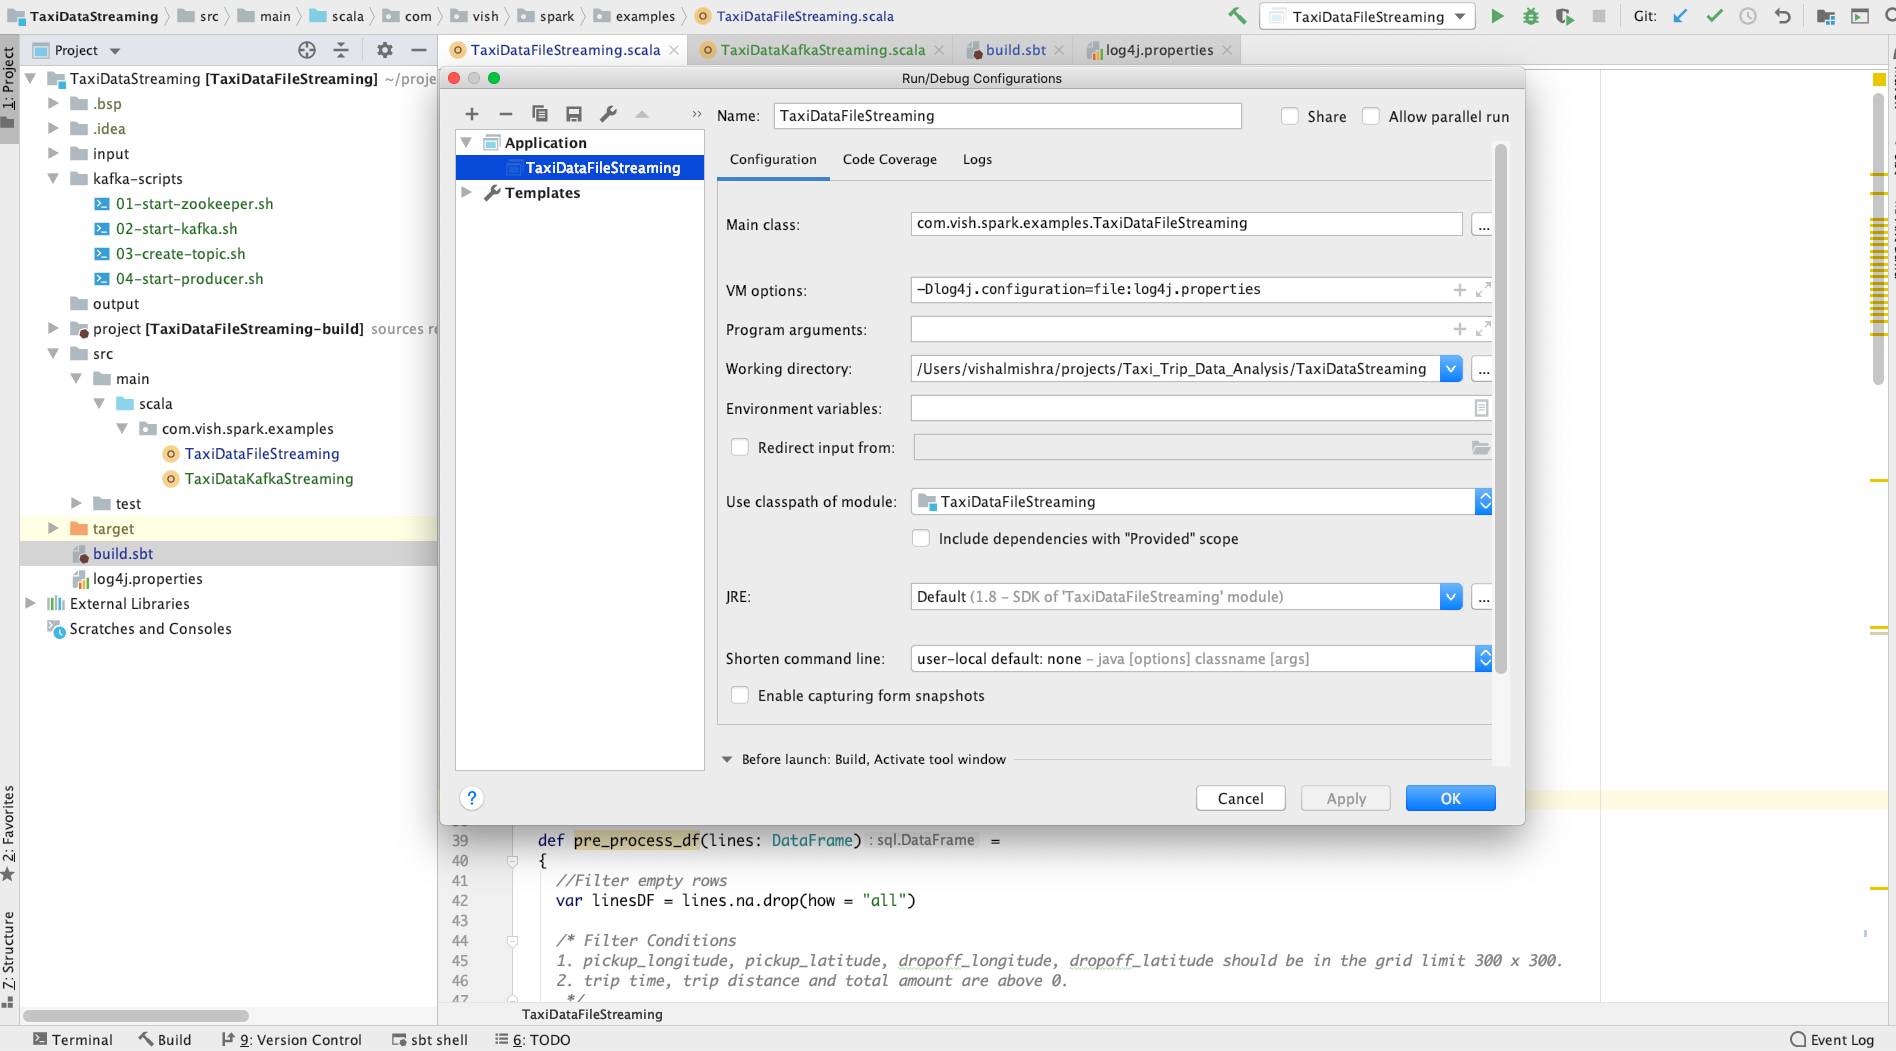 TaxiDataStreaming src main scala com vish spark examples TaxiDataFileStreaming.scala TaxiDataFileStreaming Git:
Project TaxiDataFileStreaming.scala TaxiDataKafkaStreaming.scala build.sbt log4j.properties
1: Project
TaxiDataStreaming [TaxiDataFileStreaming] ~/proje
.bsp
.idea
input
kafka-scripts
01-start-zookeeper.sh
02-start-kafka.sh
03-create-topic.sh
04-start-producer.sh
output
project [TaxiDataFileStreaming-build] sources ro
src
main
scala
com.vish.spark.examples
TaxiDataFileStreaming
TaxiDataKafkaStreaming
test
target
build.sbt
log4j.properties
External Libraries
Scratches and Consoles
2: Favorites
7: Structure
Run/Debug Configurations
Application
TaxiDataFileStreaming
Templates
Name: TaxiDataFileStreaming Share Allow parallel run
Configuration Code Coverage Logs
Main class: com.vish.spark.examples.TaxiDataFileStreaming ...
VM options: -Dlog4j.configuration=file:log4j.properties
Program arguments:
Working directory: /Users/vishalmishra/projects/Taxi_Trip_Data_Analysis/TaxiDataStreaming ...
Environment variables:
Redirect input from:
Use classpath of module: TaxiDataFileStreaming
Include dependencies with "Provided" scope
JRE: Default (1.8 – SDK of 'TaxiDataFileStreaming' module) ...
Shorten command line: user-local default: none – java [options] classname [args]
Enable capturing form snapshots
Before launch: Build, Activate tool window
? Cancel Apply OK
39 def pre_process_df(lines: DataFrame) : sql.DataFrame =
40 {
41 //Filter empty rows
42 var linesDF = lines.na.drop(how = "all")
43
44 /* Filter Conditions
45 1. pickup_longitude, pickup_latitude, dropoff_longitude, dropoff_latitude should be in the grid limit 300 x 300.
46 2. trip time, trip distance and total amount are above 0.
47 */
TaxiDataFileStreaming
Terminal Build 9: Version Control sbt shell 6: TODO Event Log